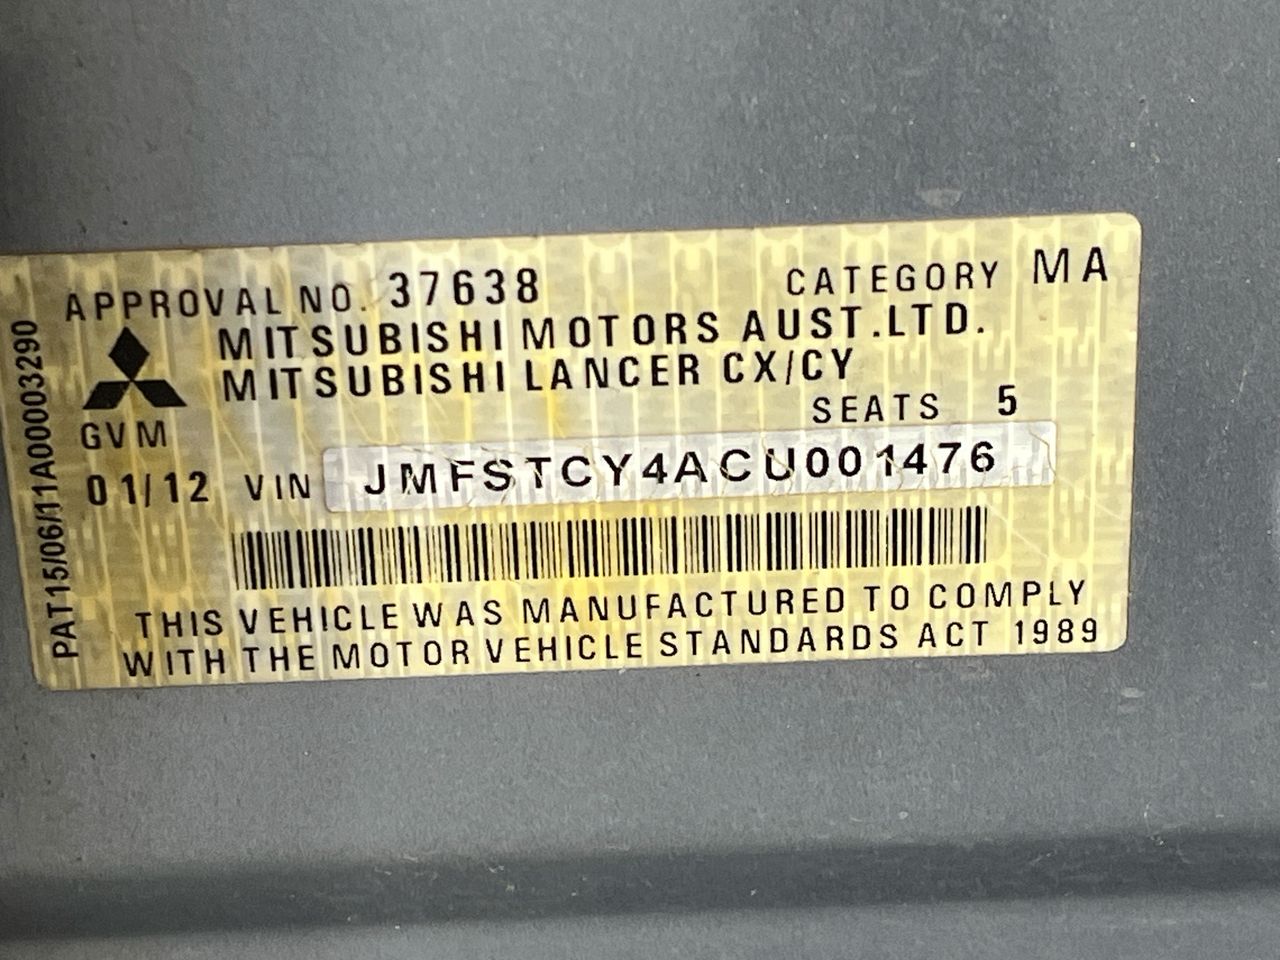 APPROVAL NO. 37638 CATEGORY MA
MITSUBISHI MOTORS AUST.LTD.
MITSUBISHI LANCER CX/CY
SEATS 5
GVM
01/12 VIN JMFSTCY4ACU001476
THIS VEHICLE WAS MANUFACTURED TO COMPLY
WITH THE MOTOR VEHICLE STANDARDS ACT 1989
PAT15/06/11A00003290